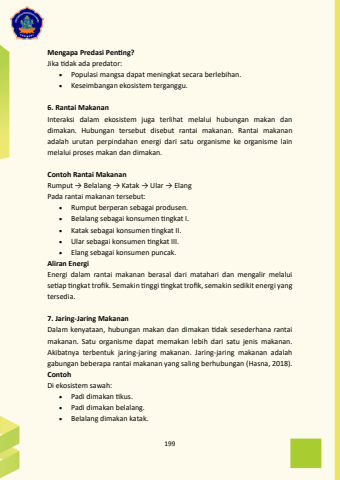 Mengapa Predasi Penting?
Jika tidak ada predator:
• Populasi mangsa dapat meningkat secara berlebihan.
• Keseimbangan ekosistem terganggu.
6. Rantai Makanan
Interaksi dalam ekosistem juga terlihat melalui hubungan makan dan
dimakan. Hubungan tersebut disebut rantai makanan. Rantai makanan
adalah urutan perpindahan energi dari satu organisme ke organisme lain
melalui proses makan dan dimakan.
Contoh Rantai Makanan
Rumput → Belalang → Katak → Ular → Elang
Pada rantai makanan tersebut:
• Rumput berperan sebagai produsen.
• Belalang sebagai konsumen tingkat I.
• Katak sebagai konsumen tingkat II.
• Ular sebagai konsumen tingkat III.
• Elang sebagai konsumen puncak.
Aliran Energi
Energi dalam rantai makanan berasal dari matahari dan mengalir melalui
setiap tingkat trofik. Semakin tinggi tingkat trofik, semakin sedikit energi yang
tersedia.
7. Jaring-Jaring Makanan
Dalam kenyataan, hubungan makan dan dimakan tidak sesederhana rantai
makanan. Satu organisme dapat memakan lebih dari satu jenis makanan.
Akibatnya terbentuk jaring-jaring makanan. Jaring-jaring makanan adalah
gabungan beberapa rantai makanan yang saling berhubungan (Hasna, 2018).
Contoh
Di ekosistem sawah:
• Padi dimakan tikus.
• Padi dimakan belalang.
• Belalang dimakan katak.
199